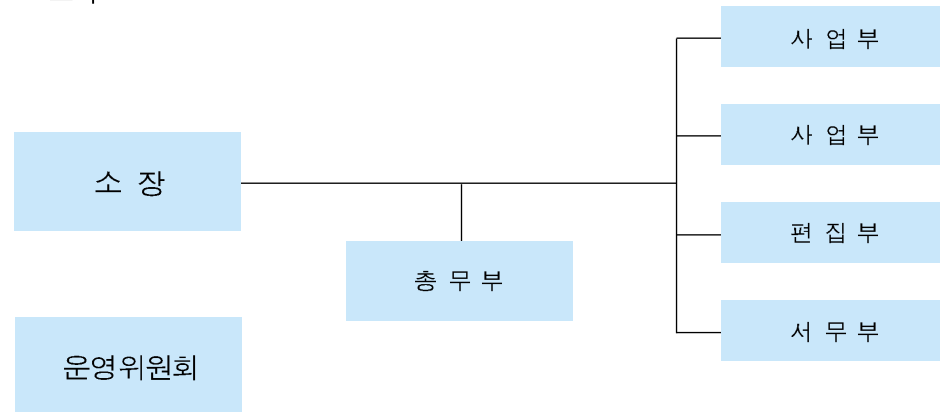 사 업 부
사 업 부
소 장
편 집 부
총 무 부
서 무 부
운영위원회